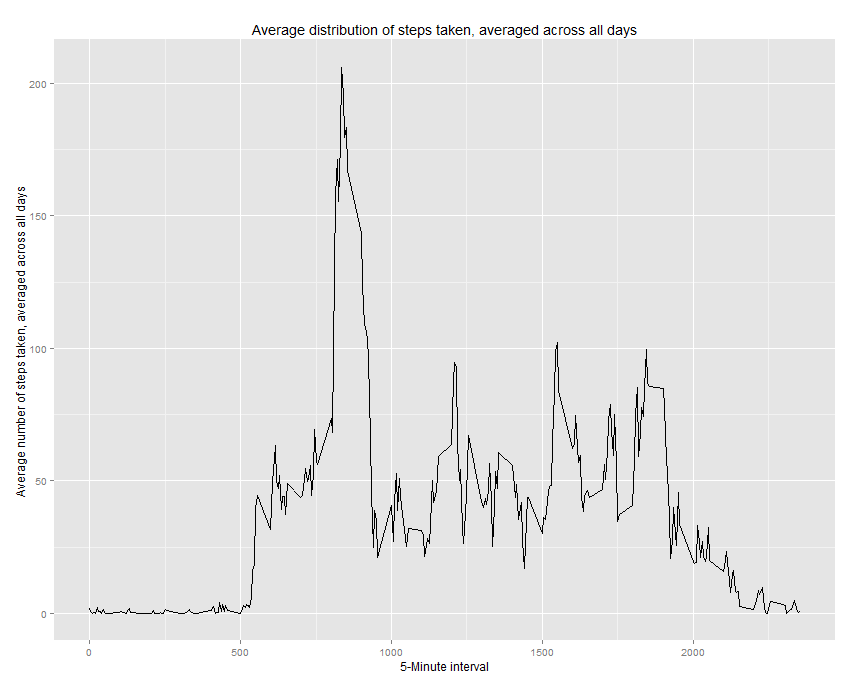 Average distribution of steps taken, averaged across all days
Average number of steps taken, averaged across all days
200
150
100
50
0
0 500 1000 1500 2000
5-Minute interval